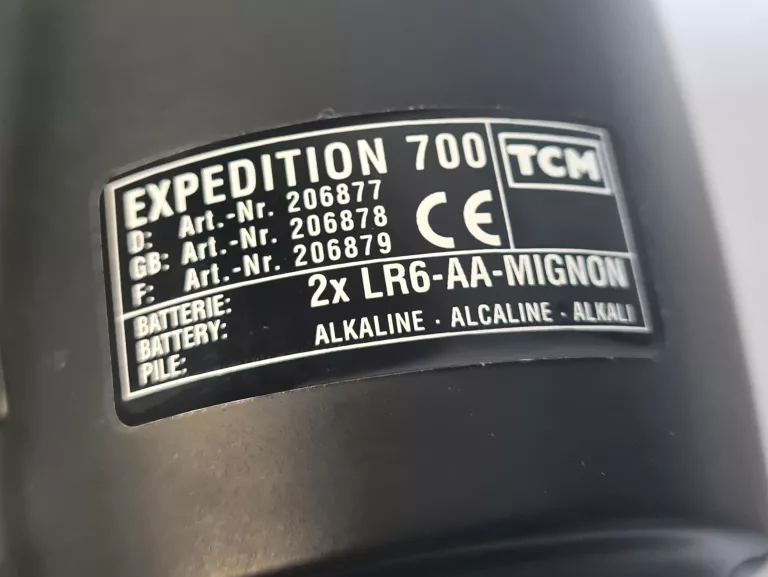 EXPEDITION 700
TCM
D: Art.-Nr. 206877
GB: Art.-Nr. 206878
F: Art.-Nr. 206879
CE
BATTERIE:
BATTERY:
PILE:
2x LR6-AA-MIGNON
ALKALINE · ALCALINE · ALKALI